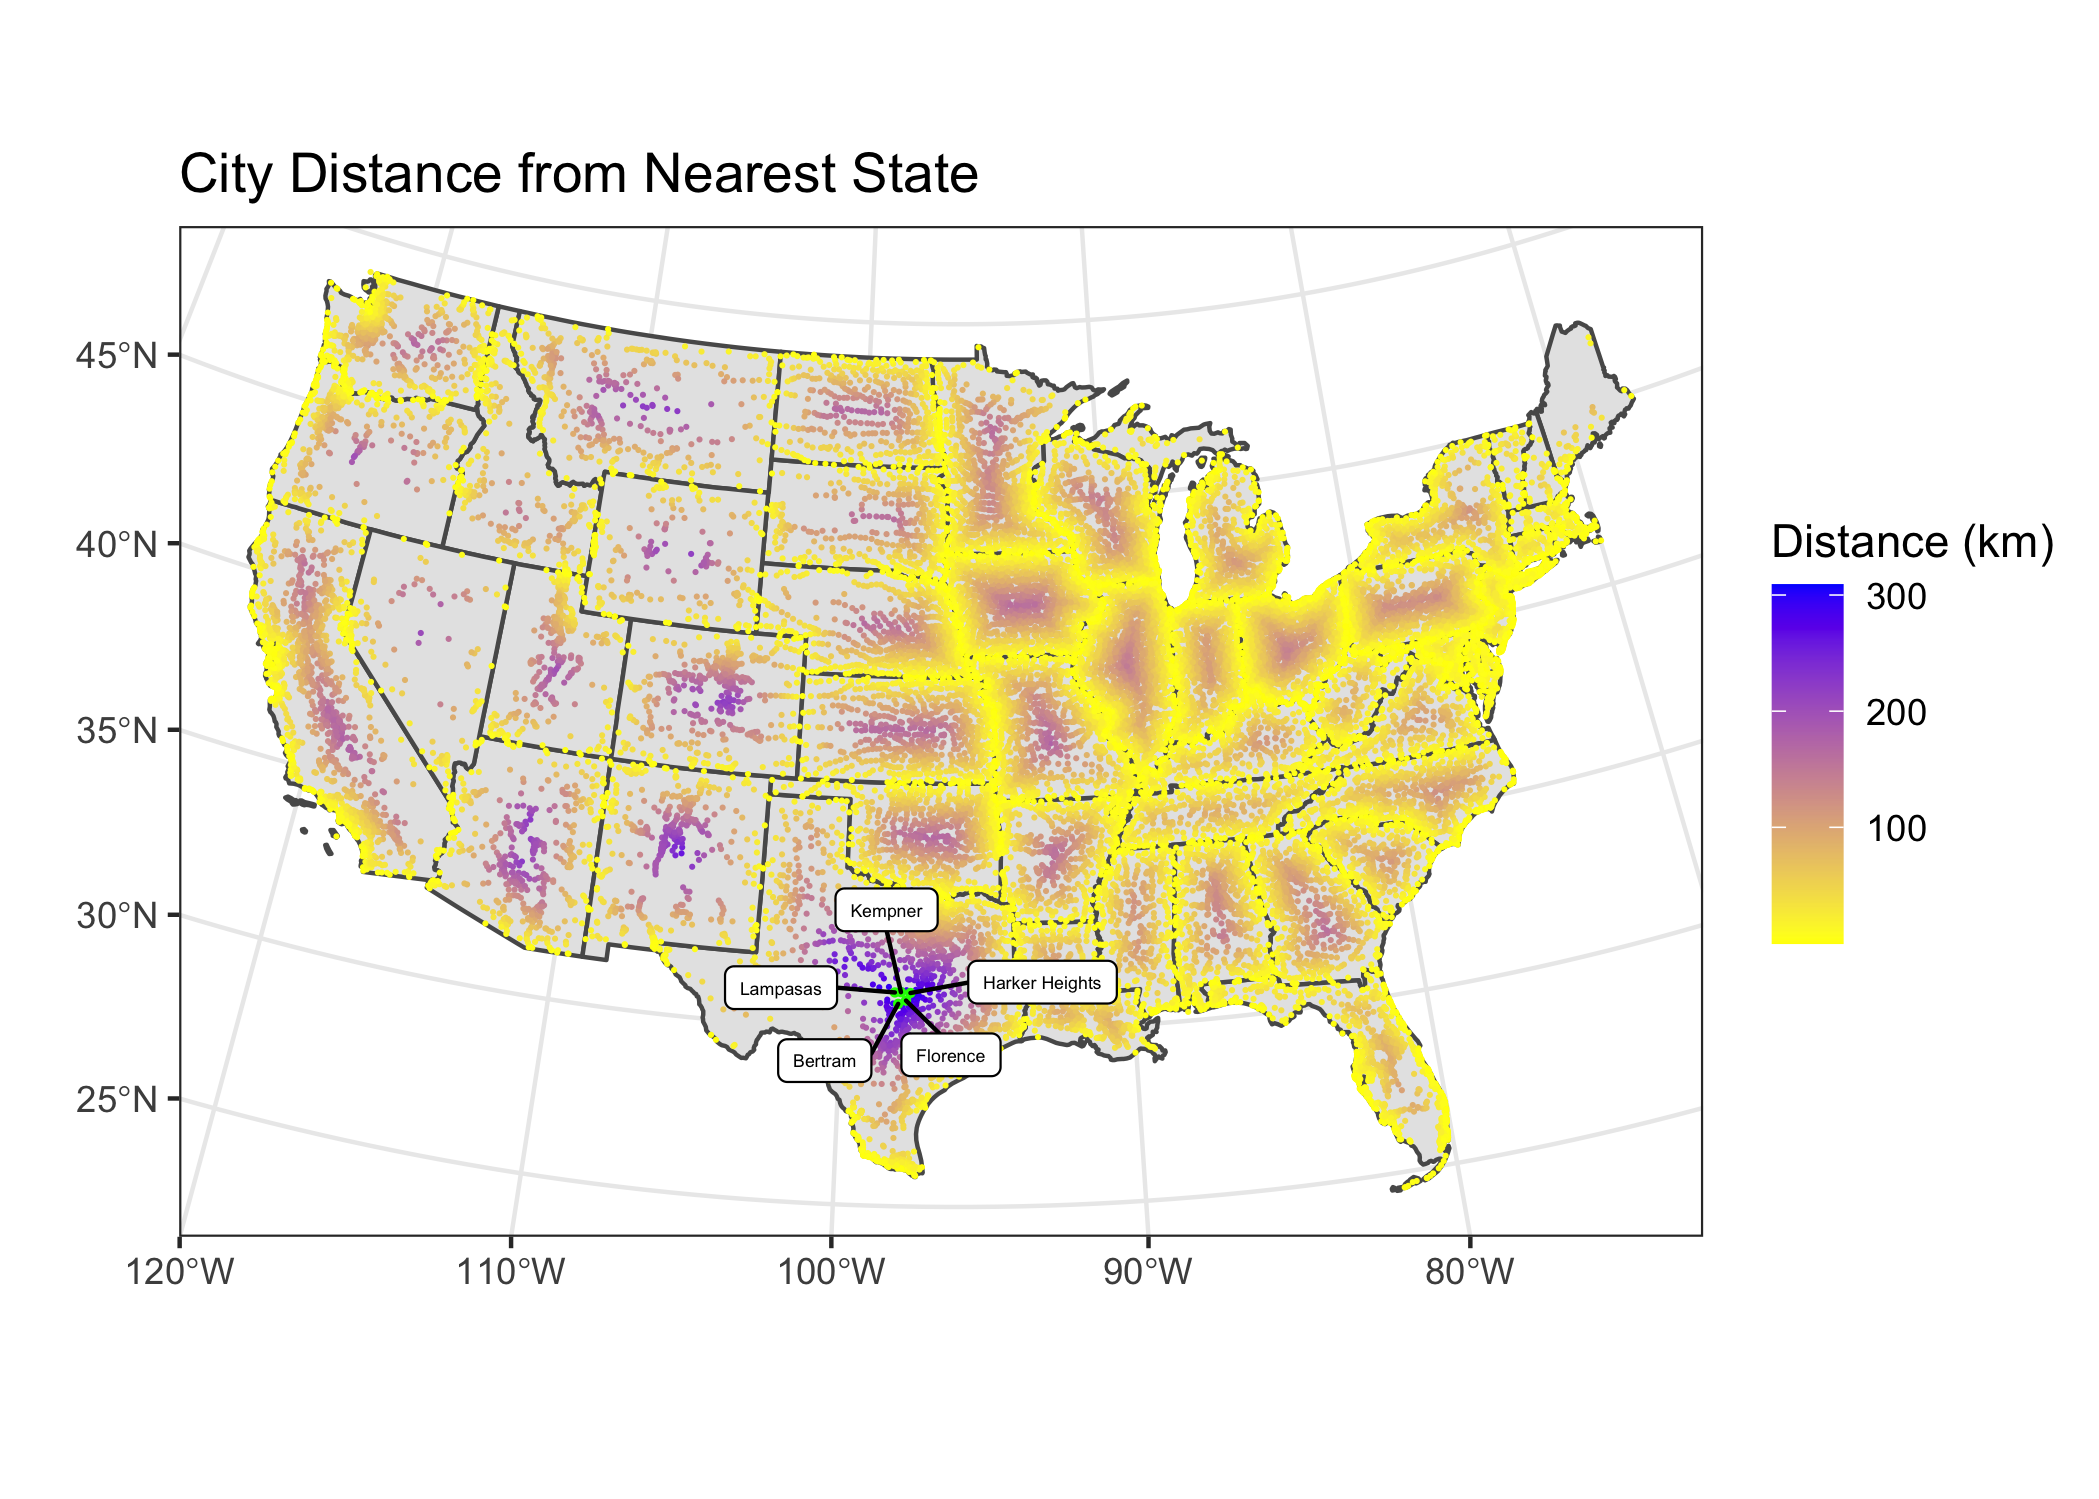 City Distance from Nearest State
45°N
40°N
35°N
30°N
25°N
120°W
110°W
100°W
90°W
80°W
Kempner
Lampasas
Harker Heights
Bertram
Florence
Distance (km)
300
200
100